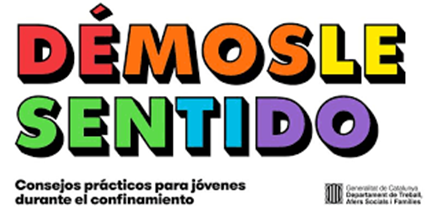 DÉMOSLE
SENTIDO
Consejos prácticos para jóvenes
durante el confinamiento
Generalitat de Catalunya
Departament de Treball,
Afers Socials i Famílies